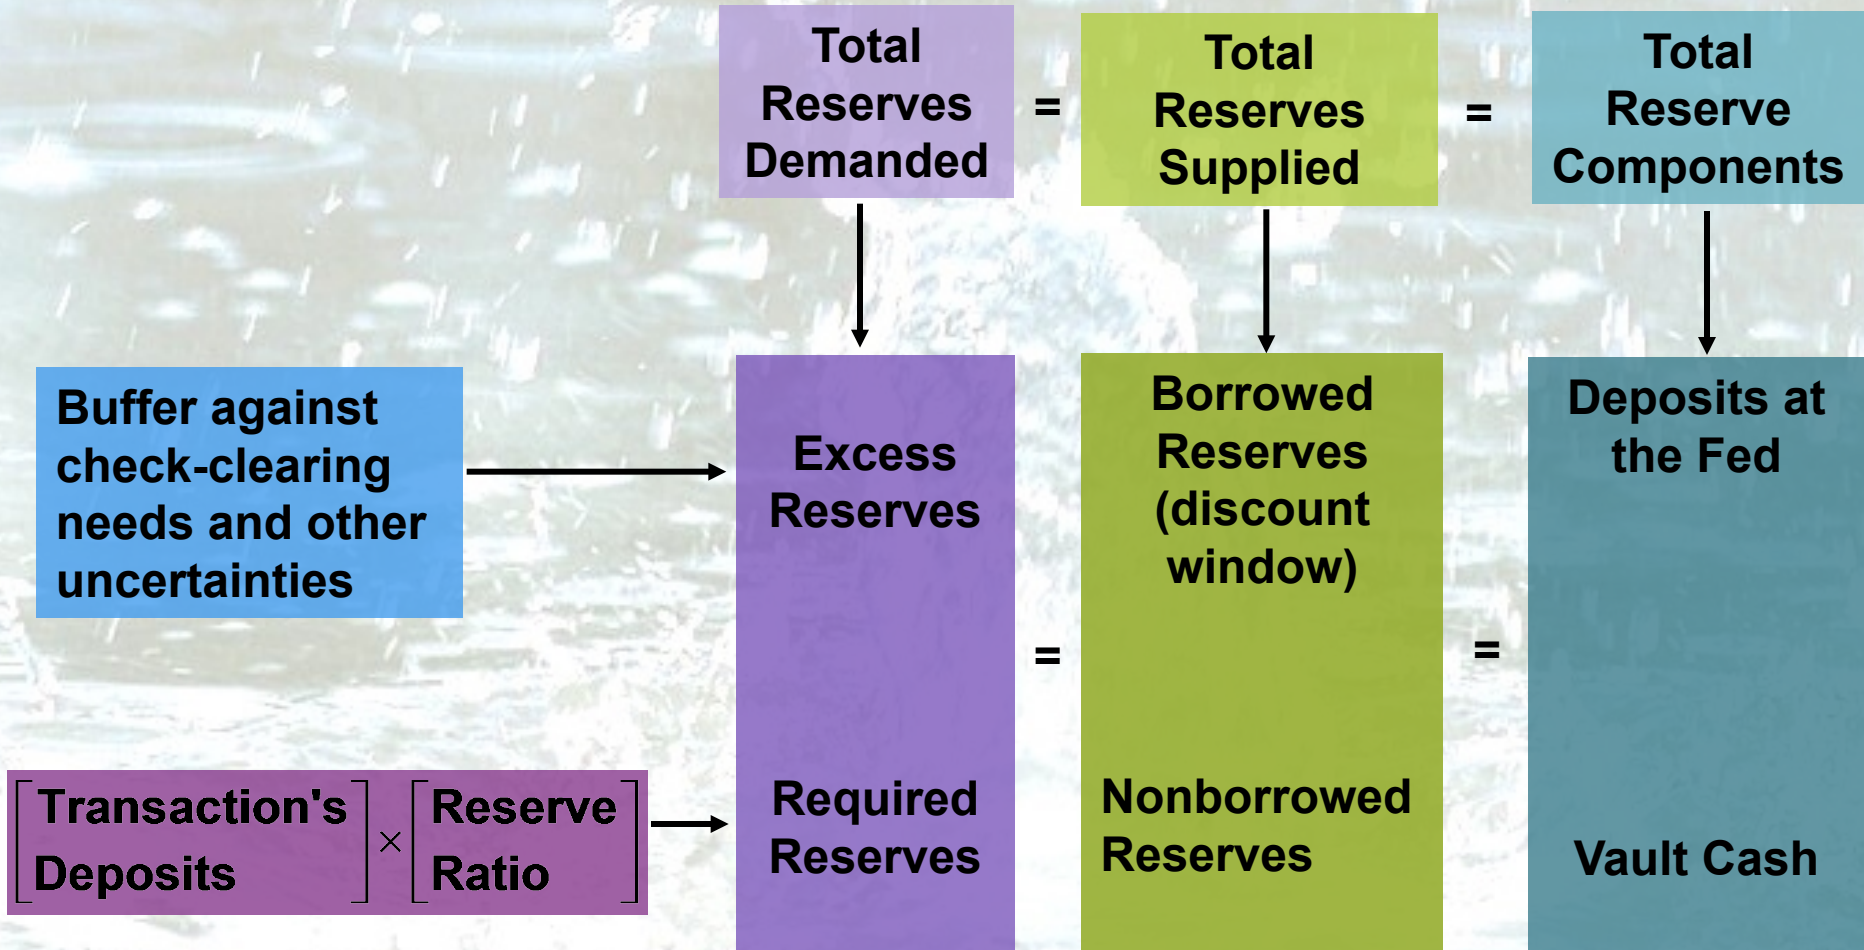 Total
Reserves
Demanded
=
Total
Reserves
Supplied
=
Total
Reserve
Components
Buffer against
check-clearing
needs and other
uncertainties
Excess
Reserves
Borrowed
Reserves
(discount
window)
Deposits at
the Fed
=
=
[Transaction's
Deposits] × [Reserve
Ratio]
Required
Reserves
Nonborrowed
Reserves
Vault Cash